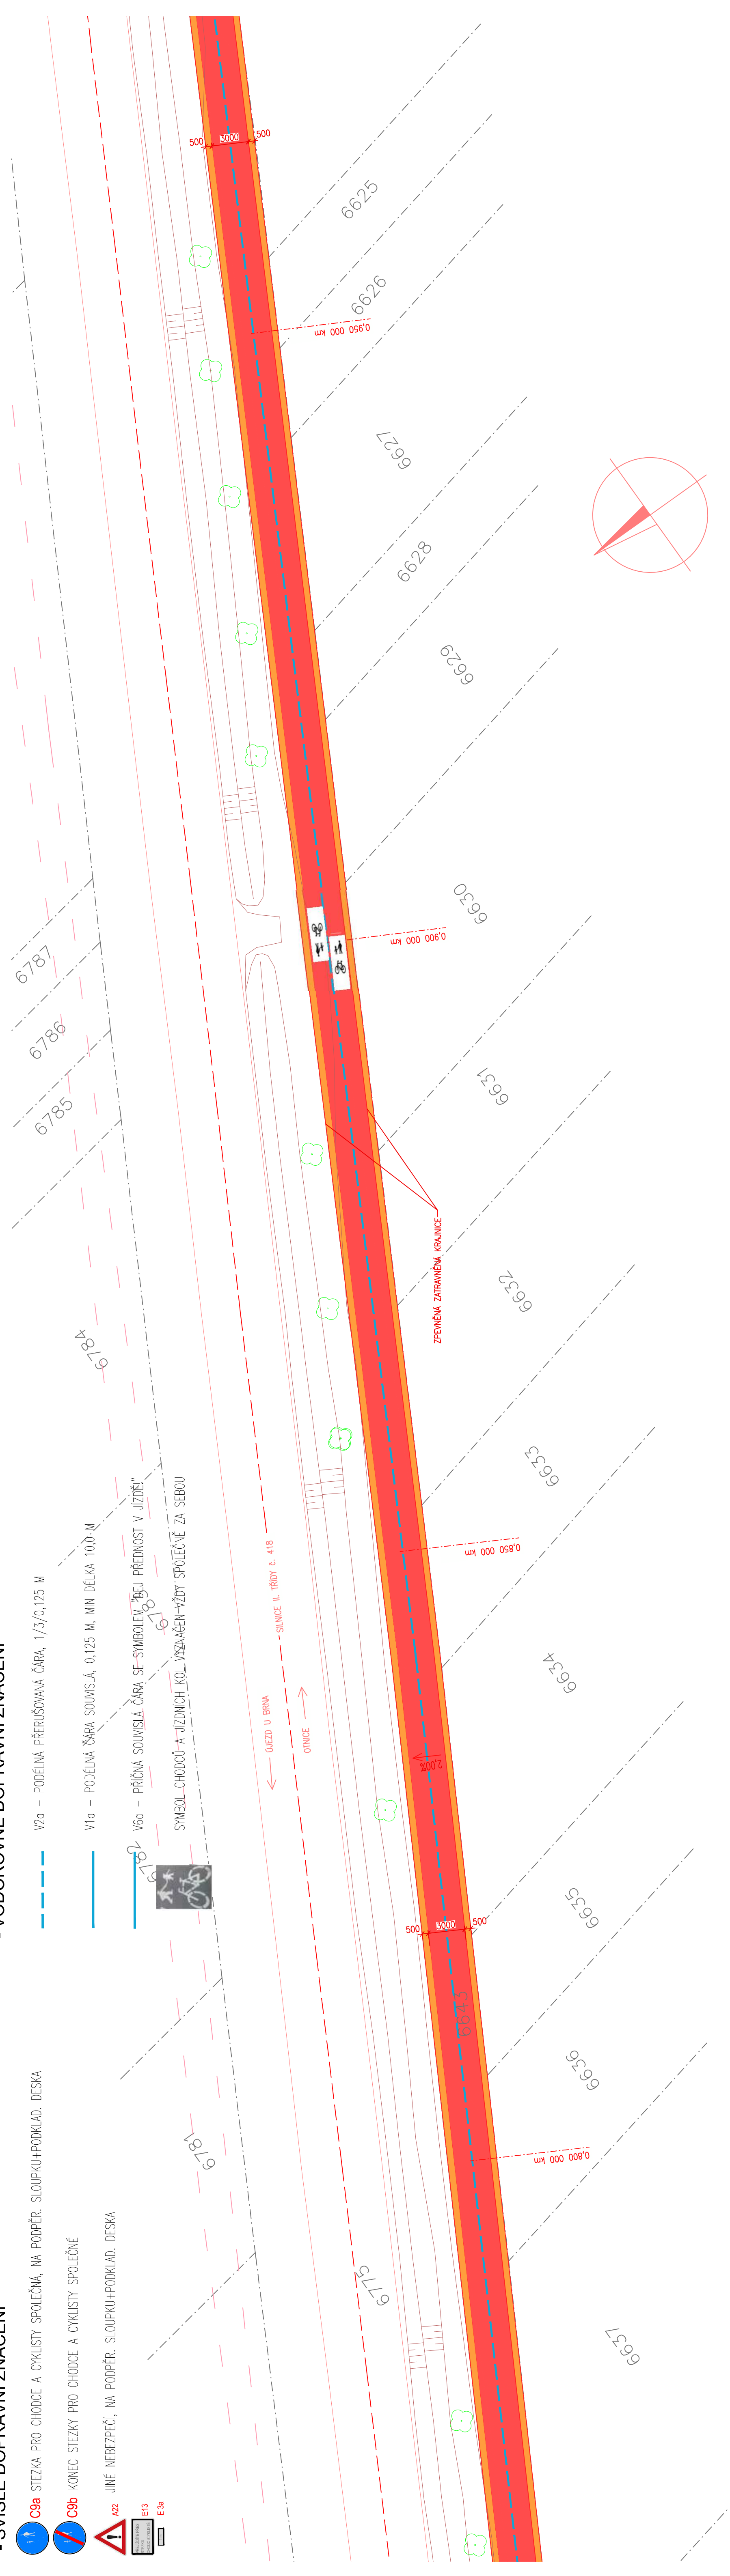 - SVISLÉ DOPRAVNÍ ZNAČENÍ
C9a STEZKA PRO CHODCE A CYKLISTY SPOLEČNÁ, NA PODPĚR. SLOUPKU+PODKLAD. DESKA
C9b KONEC STEZKY PRO CHODCE A CYKLISTY SPOLEČNÉ
A22
JINÉ NEBEZPEČÍ, NA PODPĚR. SLOUPKU+PODKLAD. DESKA
E13
E 3a
VODOROVNÉ DOPRAVNÍ ZNAČENÍ
V2a – PODÉLNÁ PŘERUŠOVANÁ ČÁRA, 1/3/0,125 M
V1a – PODÉLNÁ ČÁRA SOUVISLÁ, 0,125 M, MIN DÉLKA 10,0 M
V6a – PŘÍČNÁ SOUVISLÁ ČÁRA SE SYMBOLEM "DEJ PŘEDNOST V JÍZDĚ!"
SYMBOL CHODCŮ A JÍZDNÍCH KOL VYZNAČEN VŽDY SPOLEČNĚ ZA SEBOU
6787
6786
6785
6784
6783
6782
6781
6775
ÚJEZD U BRNA
OTNICE
SILNICE II. TŘÍDY č. 418
500
3000
500
6625
6626
0,950 000 km
6627
6628
6629
6630
0,900 000 km
6631
ZPEVNĚNÁ ZATRAVNĚNÁ KRAJNICE
6632
6633
0,850 000 km
6634
2,00%
500
3000
500
6635
6643
6636
0,800 000 km
6637